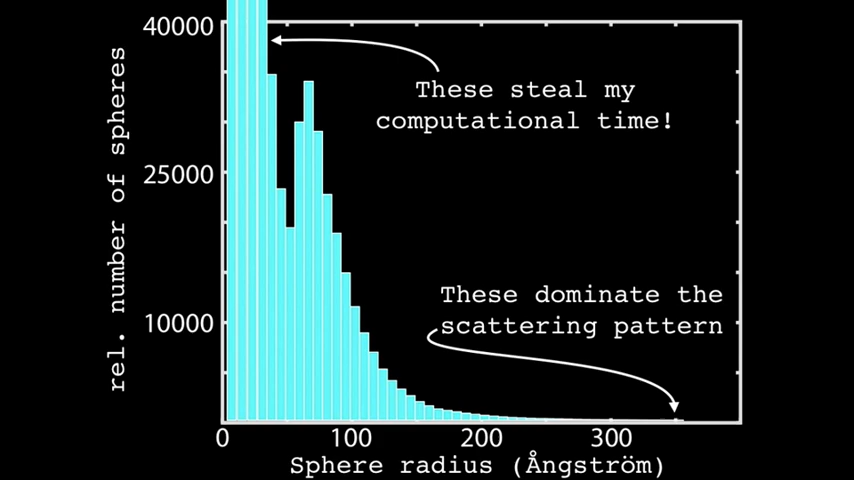 40000
25000
10000
rel. number of spheres
These steal my
computational time!
These dominate the
scattering pattern
0 100 200 300
Sphere radius (Ångström)